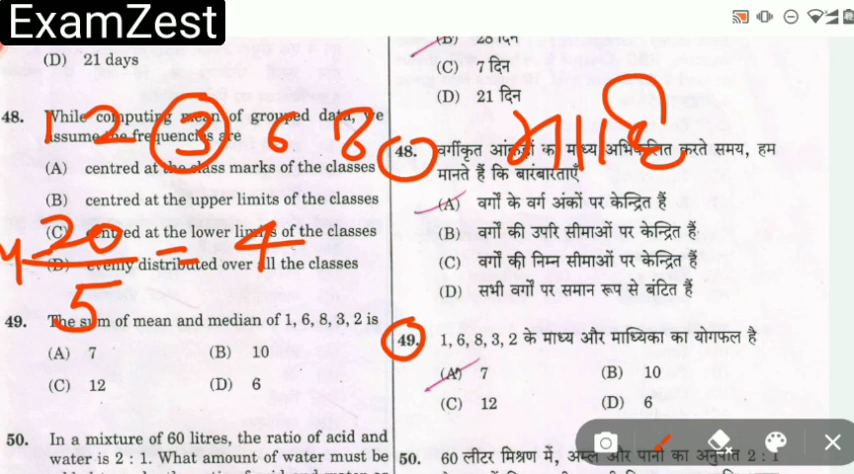 ExamZest
(D) 21 days
48. While computing mean of grouped data, we
assume the frequencies are
(A) centred at the class marks of the classes
(B) centred at the upper limits of the classes
(C) centred at the lower limits of the classes
(D) evenly distributed over all the classes
49. The sum of mean and median of 1, 6, 8, 3, 2 is
(A) 7 (B) 10
(C) 12 (D) 6
50. In a mixture of 60 litres, the ratio of acid and
water is 2 : 1. What amount of water must be
(B) 28 दिन
(C) 7 दिन
(D) 21 दिन
48. वर्गीकृत आंकड़ों का माध्य अभिकलित करते समय, हम
मानते हैं कि बारंबारताएँ
(A) वर्गों के वर्ग अंकों पर केन्द्रित हैं
(B) वर्गों की उपरि सीमाओं पर केन्द्रित हैं
(C) वर्गों की निम्न सीमाओं पर केन्द्रित हैं
(D) सभी वर्गों पर समान रूप से बंटित हैं
49. 1, 6, 8, 3, 2 के माध्य और माध्यिका का योगफल है
(A) 7 (B) 10
(C) 12 (D) 6
50. 60 लीटर मिश्रण में, अम्ल और पानी का अनुपात 2 : 1
1 2 3 6 8
20
5
= 4